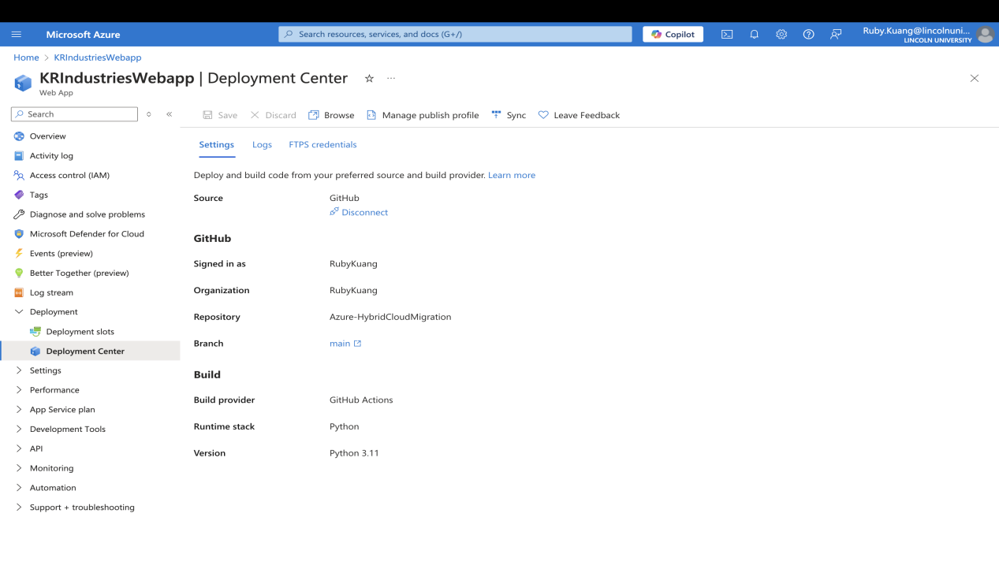 Microsoft Azure
Search resources, services, and docs (G+/)
Copilot
Ruby.Kuang@lincolnuni...
LINCOLN UNIVERSITY
Home > KRIndustriesWebapp
KRIndustriesWebapp | Deployment Center
Web App
Search
Save
Discard
Browse
Manage publish profile
Sync
Leave Feedback
Overview
Activity log
Access control (IAM)
Tags
Diagnose and solve problems
Microsoft Defender for Cloud
Events (preview)
Better Together (preview)
Log stream
Deployment
Deployment slots
Deployment Center
Settings
Performance
App Service plan
Development Tools
API
Monitoring
Automation
Support + troubleshooting
Settings
Logs
FTPS credentials
Deploy and build code from your preferred source and build provider. Learn more
Source GitHub
Disconnect
GitHub
Signed in as RubyKuang
Organization RubyKuang
Repository Azure-HybridCloudMigration
Branch main
Build
Build provider GitHub Actions
Runtime stack Python
Version Python 3.11